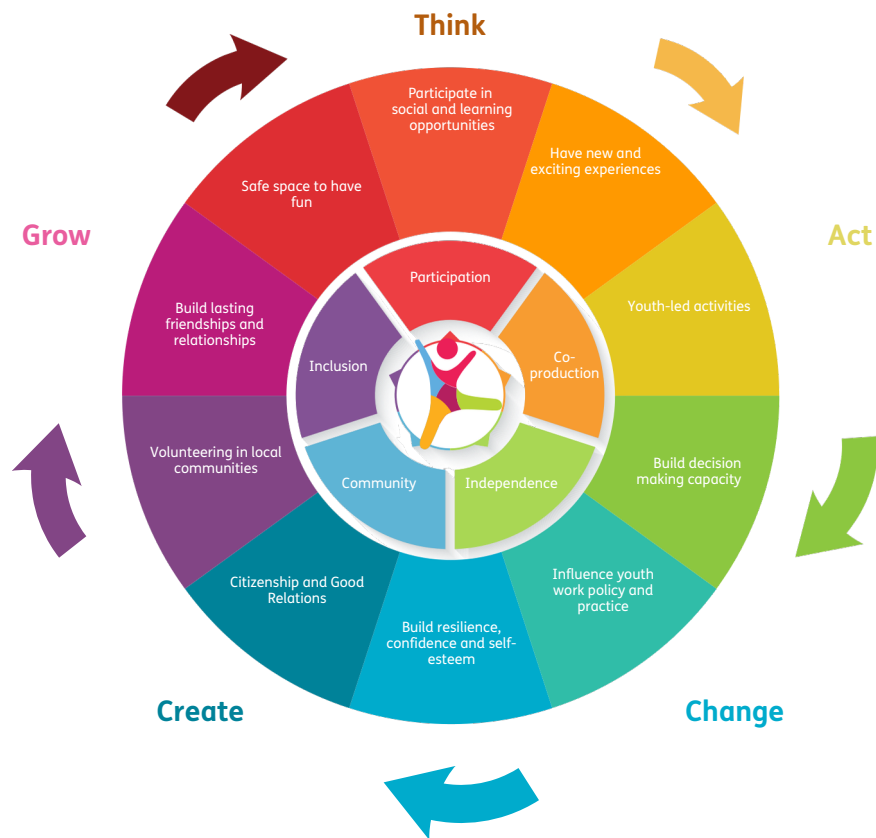 Think
Participate in
social and learning
opportunities
Have new and
exciting experiences
Safe space to have
fun
Grow
Act
Participation
Youth-led activities
Build lasting
friendships and
relationships
Inclusion
Co-
production
Volunteering in local
communities
Community
Independence
Build decision
making capacity
Citizenship and Good
Relations
Influence youth
work policy and
practice
Build resilience,
confidence and self-
esteem
Create
Change